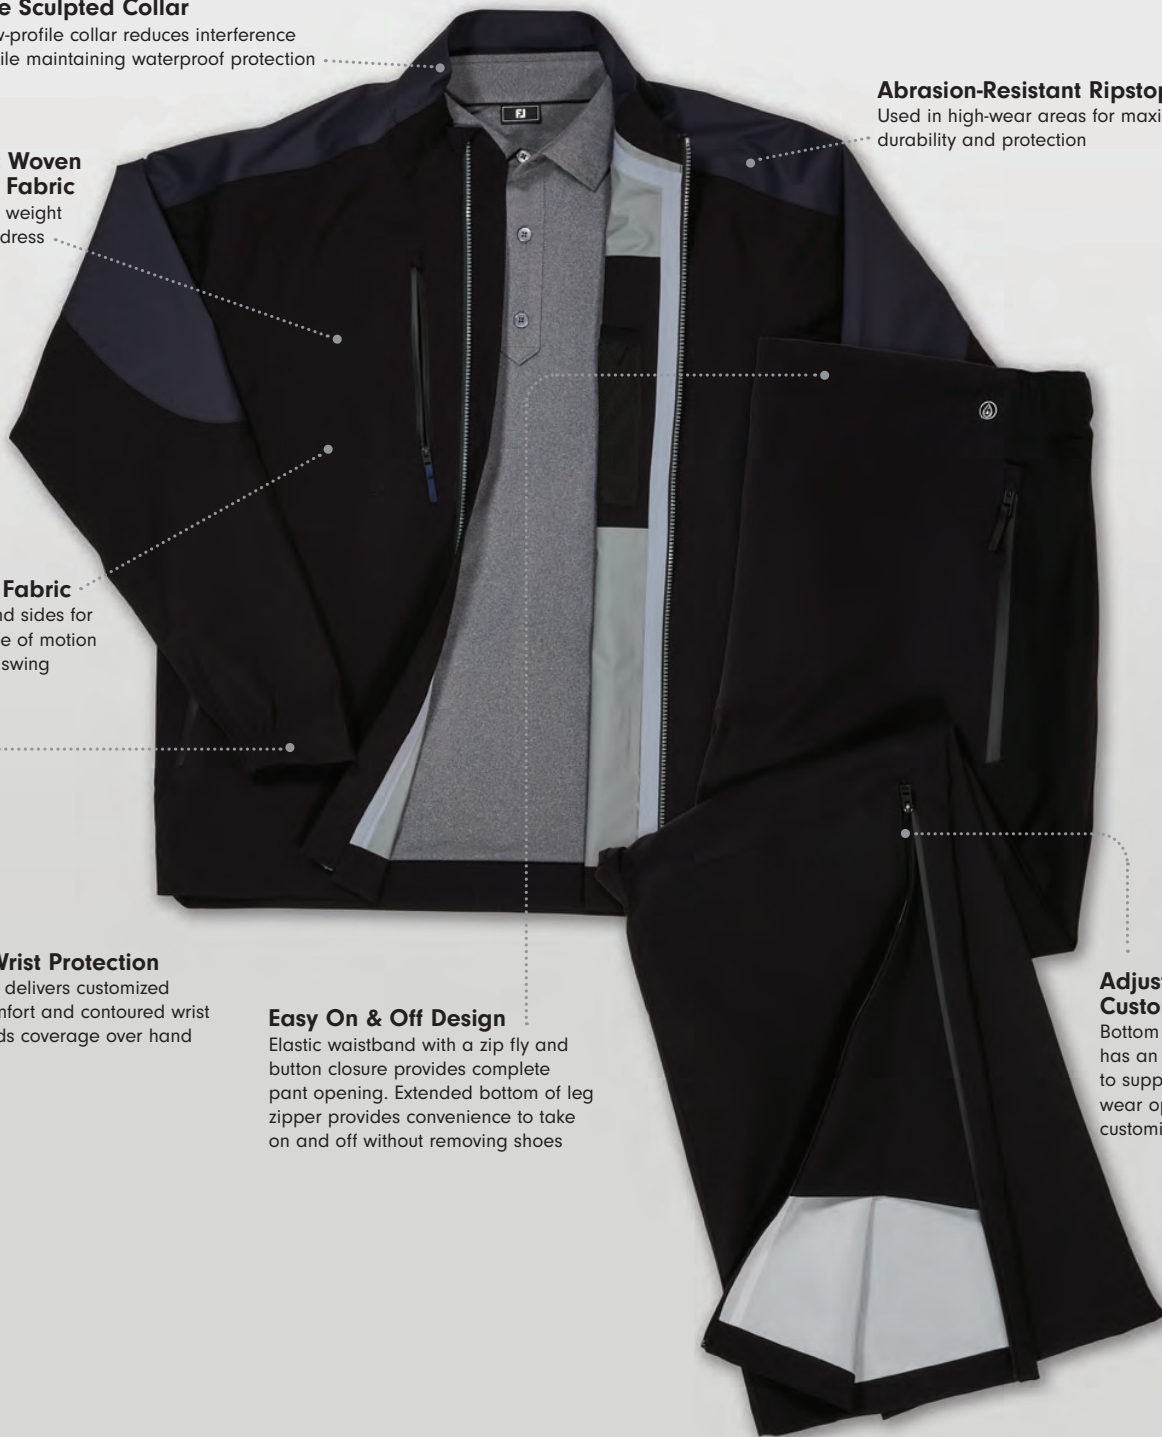 e Sculpted Collar
-profile collar reduces interference
ile maintaining waterproof protection
Abrasion-Resistant Ripstop
Used in high-wear areas for maxi
durability and protection
Woven
Fabric
weight
dress
FJ
Fabric
nd sides for
e of motion
swing
Wrist Protection
delivers customized
mfort and contoured wrist
ds coverage over hand
Easy On & Off Design
Elastic waistband with a zip fly and
button closure provides complete
pant opening. Extended bottom of leg
zipper provides convenience to take
on and off without removing shoes
Adjust
Custo
Bottom
has an
to supp
wear op
customi